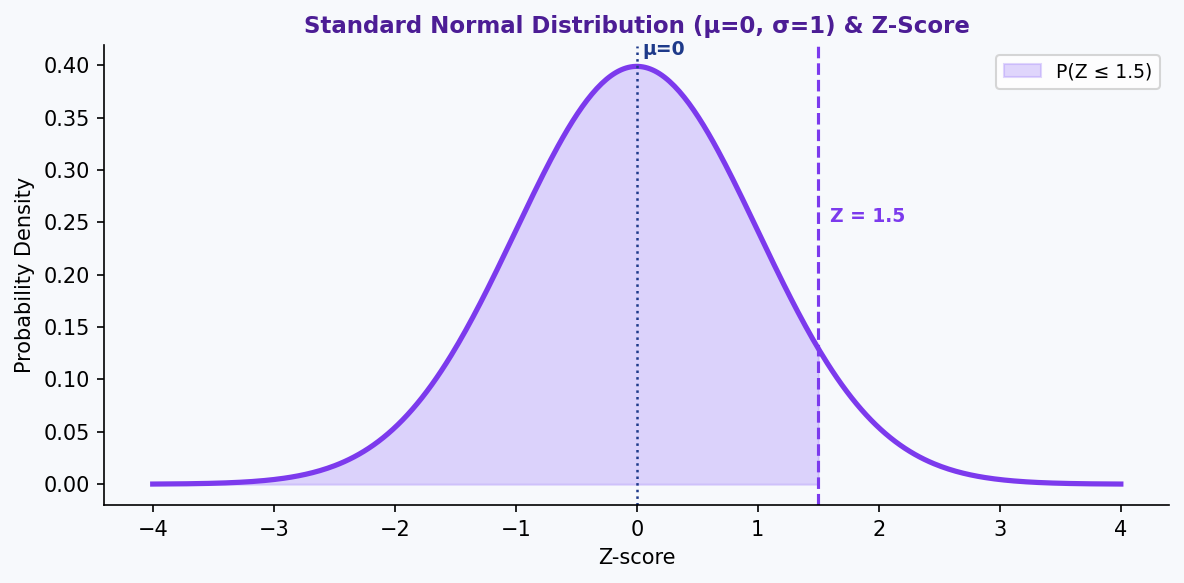 Standard Normal Distribution (μ=0, σ=1) & Z-Score
μ=0
P(Z ≤ 1.5)
Z = 1.5
Probability Density
0.40
0.35
0.30
0.25
0.20
0.15
0.10
0.05
0.00
−4 −3 −2 −1 0 1 2 3 4
Z-score